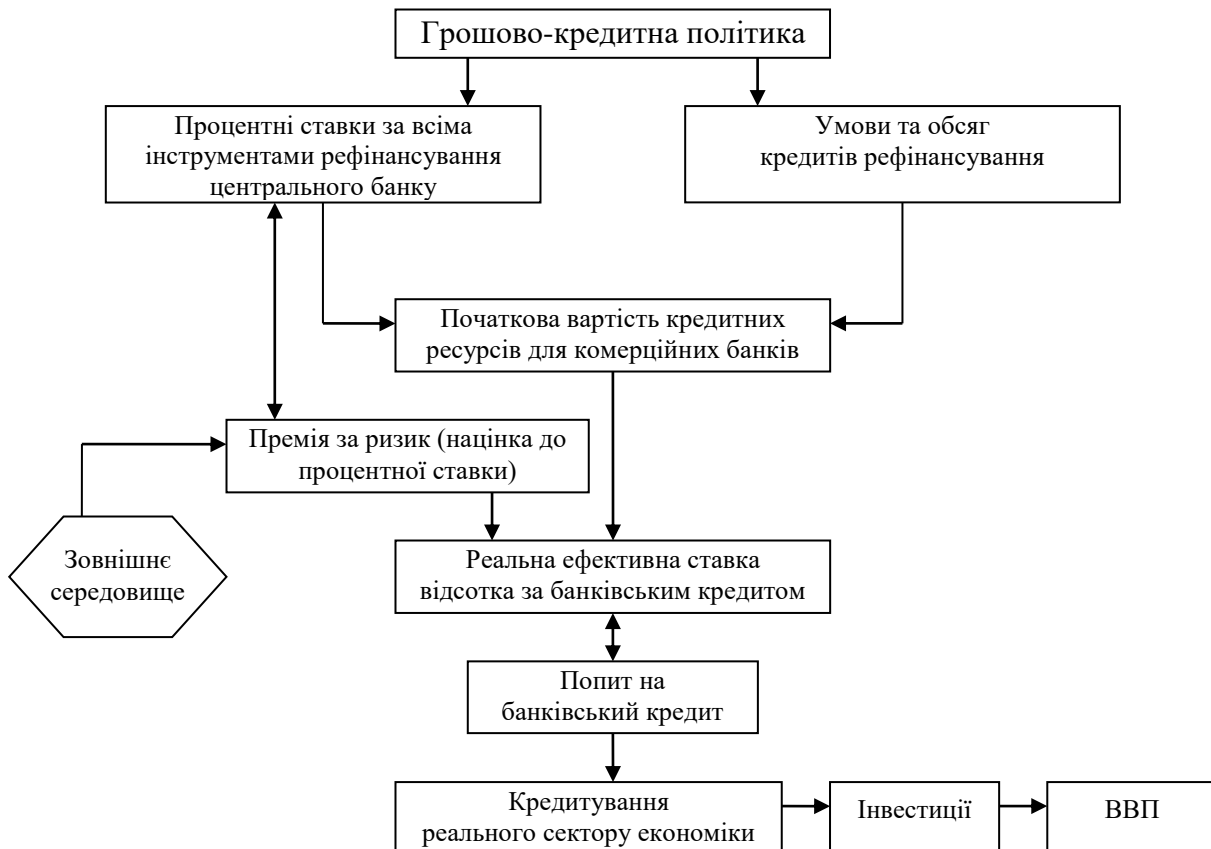 Грошово-кредитна політика
Процентні ставки за всіма
інструментами рефінансування
центрального банку
Умови та обсяг
кредитів рефінансування
Початкова вартість кредитних
ресурсів для комерційних банків
Премія за ризик (націнка до
процентної ставки)
Зовнішнє
середовище
Реальна ефективна ставка
відсотка за банківським кредитом
Попит на
банківський кредит
Кредитування
реального сектору економіки
Інвестиції
ВВП